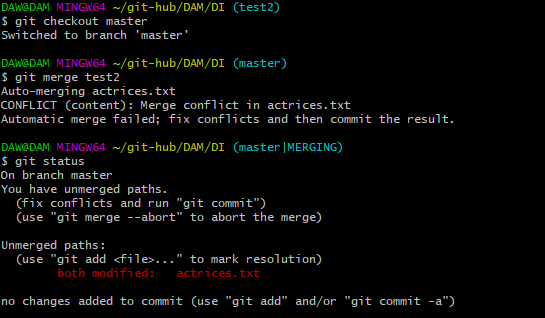 DAW@DAM MINGW64 ~/git-hub/DAM/DI (test2)
$ git checkout master
Switched to branch 'master'
DAW@DAM MINGW64 ~/git-hub/DAM/DI (master)
$ git merge test2
Auto-merging actrices.txt
CONFLICT (content): Merge conflict in actrices.txt
Automatic merge failed; fix conflicts and then commit the result.
DAW@DAM MINGW64 ~/git-hub/DAM/DI (master|MERGING)
$ git status
On branch master
You have unmerged paths.
(fix conflicts and run "git commit")
(use "git merge --abort" to abort the merge)
Unmerged paths:
(use "git add <file>..." to mark resolution)
both modified: actrices.txt
no changes added to commit (use "git add" and/or "git commit -a")